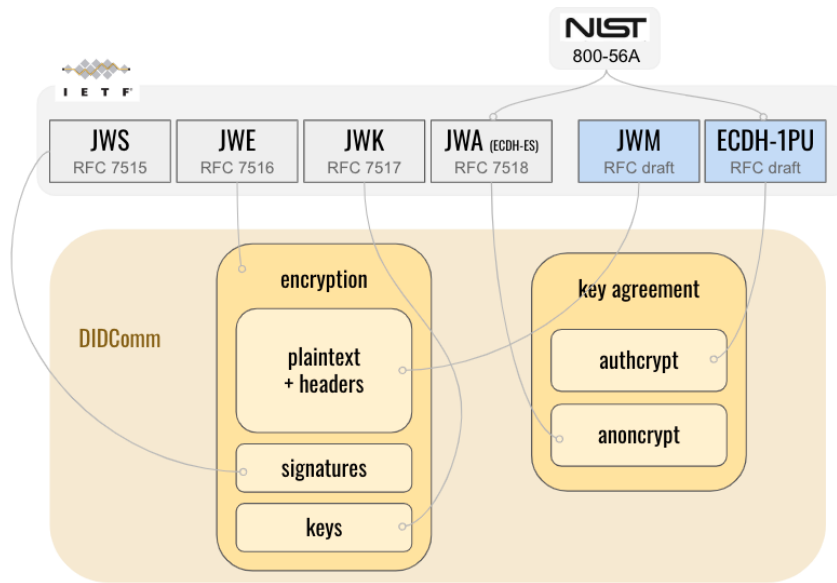 NIST
800-56A
IETF
JWS
RFC 7515
JWE
RFC 7516
JWK
RFC 7517
JWA (ECDH-ES)
RFC 7518
JWM
RFC draft
ECDH-1PU
RFC draft
DIDComm
encryption
plaintext
+ headers
signatures
keys
key agreement
authcrypt
anoncrypt